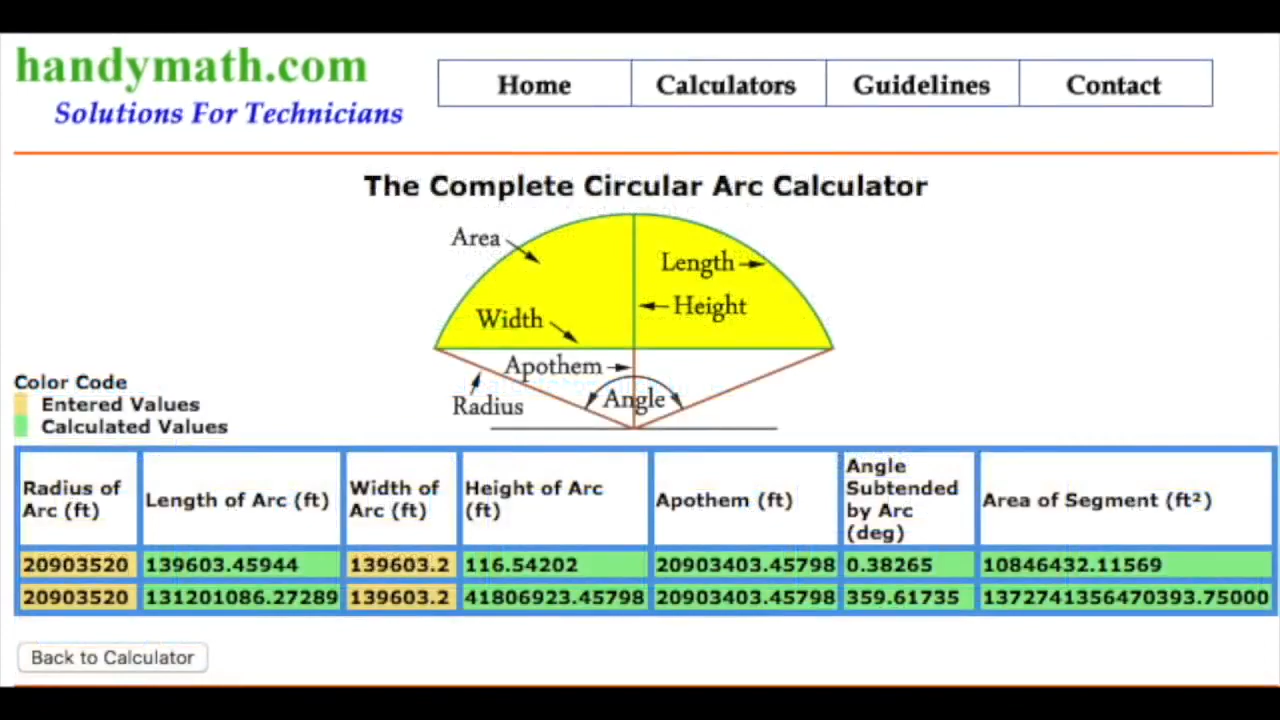 handymath.com
Solutions For Technicians
Home Calculators Guidelines Contact
The Complete Circular Arc Calculator
Area
Length
Height
Width
Apothem
Angle
Radius
Color Code
Entered Values
Calculated Values
Radius of Arc (ft) Length of Arc (ft) Width of Arc (ft) Height of Arc (ft) Apothem (ft) Angle Subtended by Arc (deg) Area of Segment (ft²)
20903520 139603.45944 139603.2 116.54202 20903403.45798 0.38265 10846432.11569
20903520 131201086.27289 139603.2 41806923.45798 20903403.45798 359.61735 1372741356470393.75000
Back to Calculator